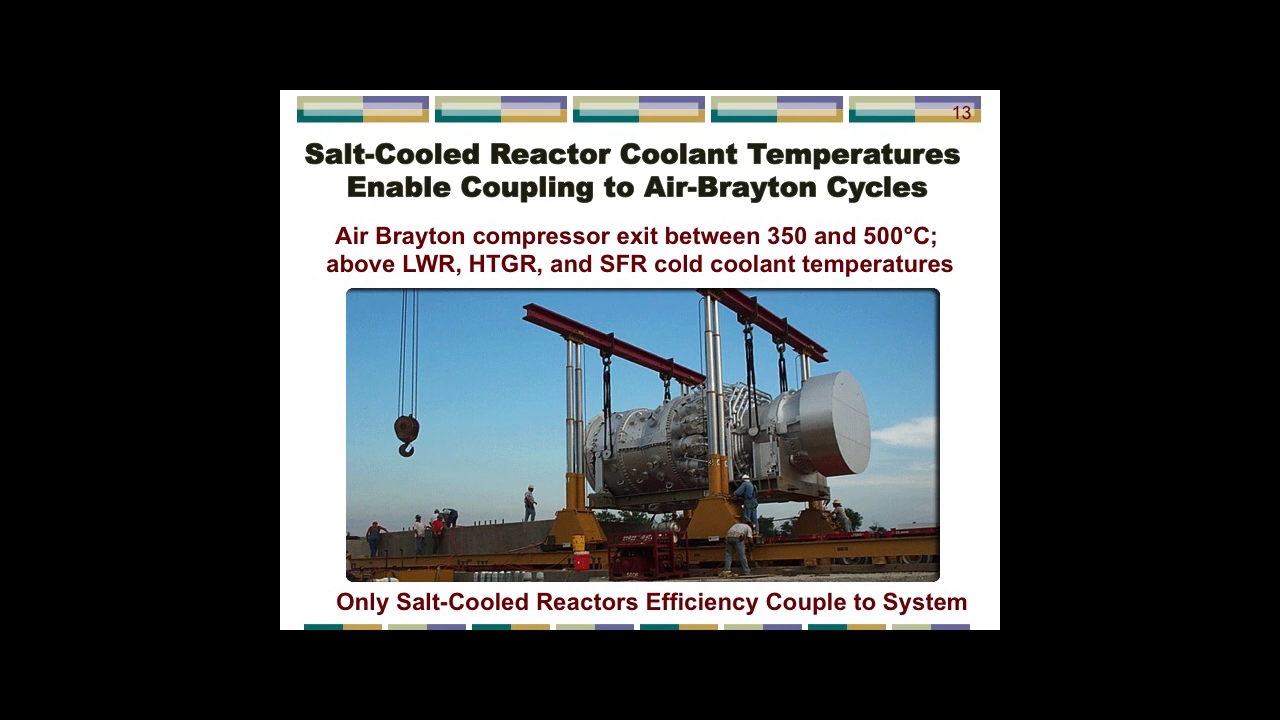 13
Salt-Cooled Reactor Coolant Temperatures
Enable Coupling to Air-Brayton Cycles
Air Brayton compressor exit between 350 and 500°C;
above LWR, HTGR, and SFR cold coolant temperatures
Only Salt-Cooled Reactors Efficiency Couple to System